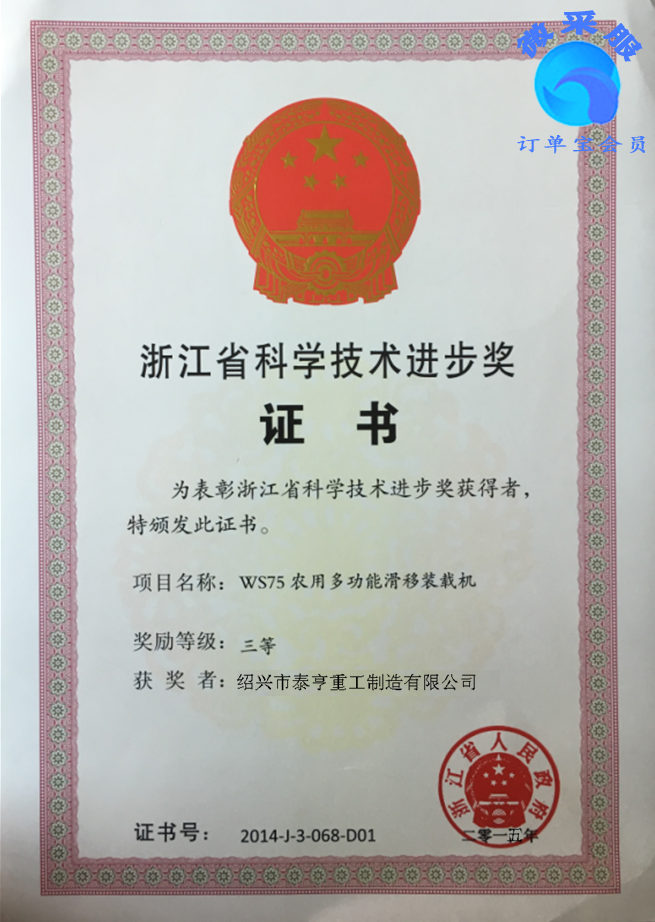 微采服
订单宝会员
浙江省科学技术进步奖
证书
为表彰浙江省科学技术进步奖获得者，
特颁发此证书。
项目名称：WS75 农用多功能滑移装载机
奖励等级：三等
获奖者：绍兴市泰亨重工制造有限公司
浙江省人民政府
证书号：2014-J-3-068-D01
二零一五年